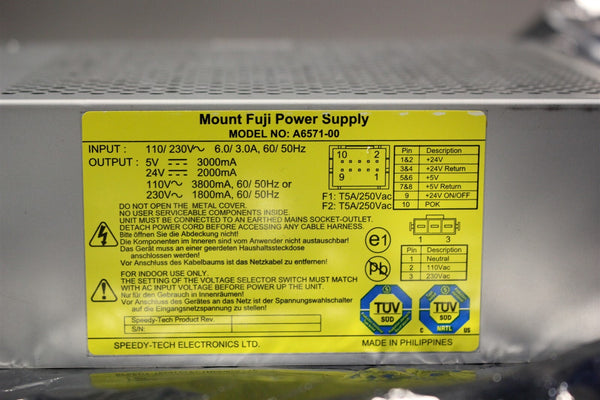 Mount Fuji Power Supply
MODEL NO: A6571-00
INPUT : 110/ 230V~ 6.0/ 3.0A, 60/ 50Hz
OUTPUT : 5V 3000mA
24V 2000mA
110V~ 3800mA, 60/ 50Hz or
230V~ 1800mA, 60/ 50Hz
10 2
9 1
F1: T5A/250Vac
F2: T5A/250Vac
Pin Description
1&2 +24V
3&4 +24V Return
5&6 +5V
7&8 +5V Return
9 +24V ON/OFF
10 POK
DO NOT OPEN THE METAL COVER.
NO USER SERVICEABLE COMPONENTS INSIDE.
UNIT MUST BE CONNECTED TO AN EARTHED MAINS SOCKET-OUTLET.
DETACH POWER CORD BEFORE ACCESSING ANY CABLE HARNESS.
Bitte öffnen Sie die Abdeckung nicht!
Die Komponenten im Inneren sind vom Anwender nicht austauschbar!
Das Gerät muss an einer geerdeten Haushaltssteckdose
anschlossen werden!
Vor Anschluss des Kabelbaums ist das Netzkabel zu entfernen!
e1
Pb
1 3
Pin Description
1 Neutral
2 110Vac
3 230Vac
FOR INDOOR USE ONLY.
THE SETTING OF THE VOLTAGE SELECTOR SWITCH MUST MATCH
WITH AC INPUT VOLTAGE BEFORE POWER UP THE UNIT.
Nur für den Gebrauch in Innenräumen!
Vor Anschluss des Gerätes an das Netz ist der Spannungswahlschalter
auf die Eingangsspannung zu stellen!
TÜV
SÜD
C TÜV US
SÜD
NRTL
Speedy-Tech Product Rev.
S/N:
SPEEDY-TECH ELECTRONICS LTD.
MADE IN PHILIPPINES